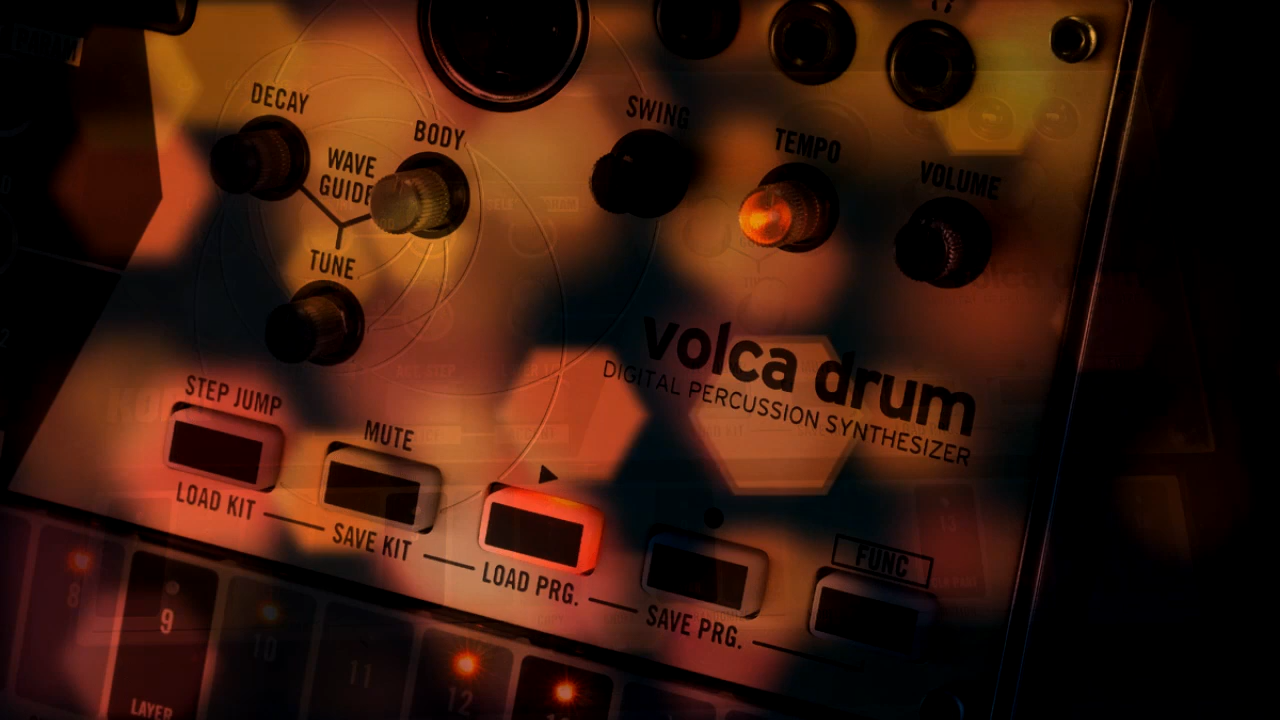 DECAY
BODY
SWING
TEMPO
VOLUME
WAVE
GUIDE
TUNE
volca drum
DIGITAL PERCUSSION SYNTHESIZER
STEP JUMP
MUTE
FUNC
LOAD KIT
SAVE KIT
LOAD PRG.
SAVE PRG.
8
9
10
11
12
LAYER